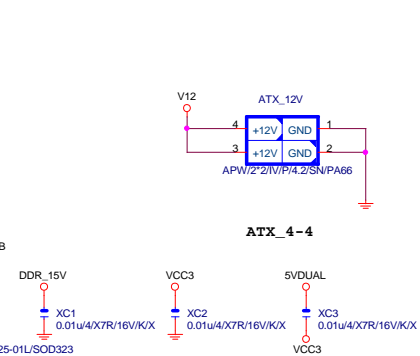 V12
ATX_12V
4 +12V GND 1
3 +12V GND 2
APW/2*2/IV/P/4.2/SN/PA66
ATX_4-4
B
DDR_15V VCC3 5VDUAL
XC1 XC2 XC3
0.01u/4/X7R/16V/K/X 0.01u/4/X7R/16V/K/X 0.01u/4/X7R/16V/K/X
25-01L/SOD323 VCC3